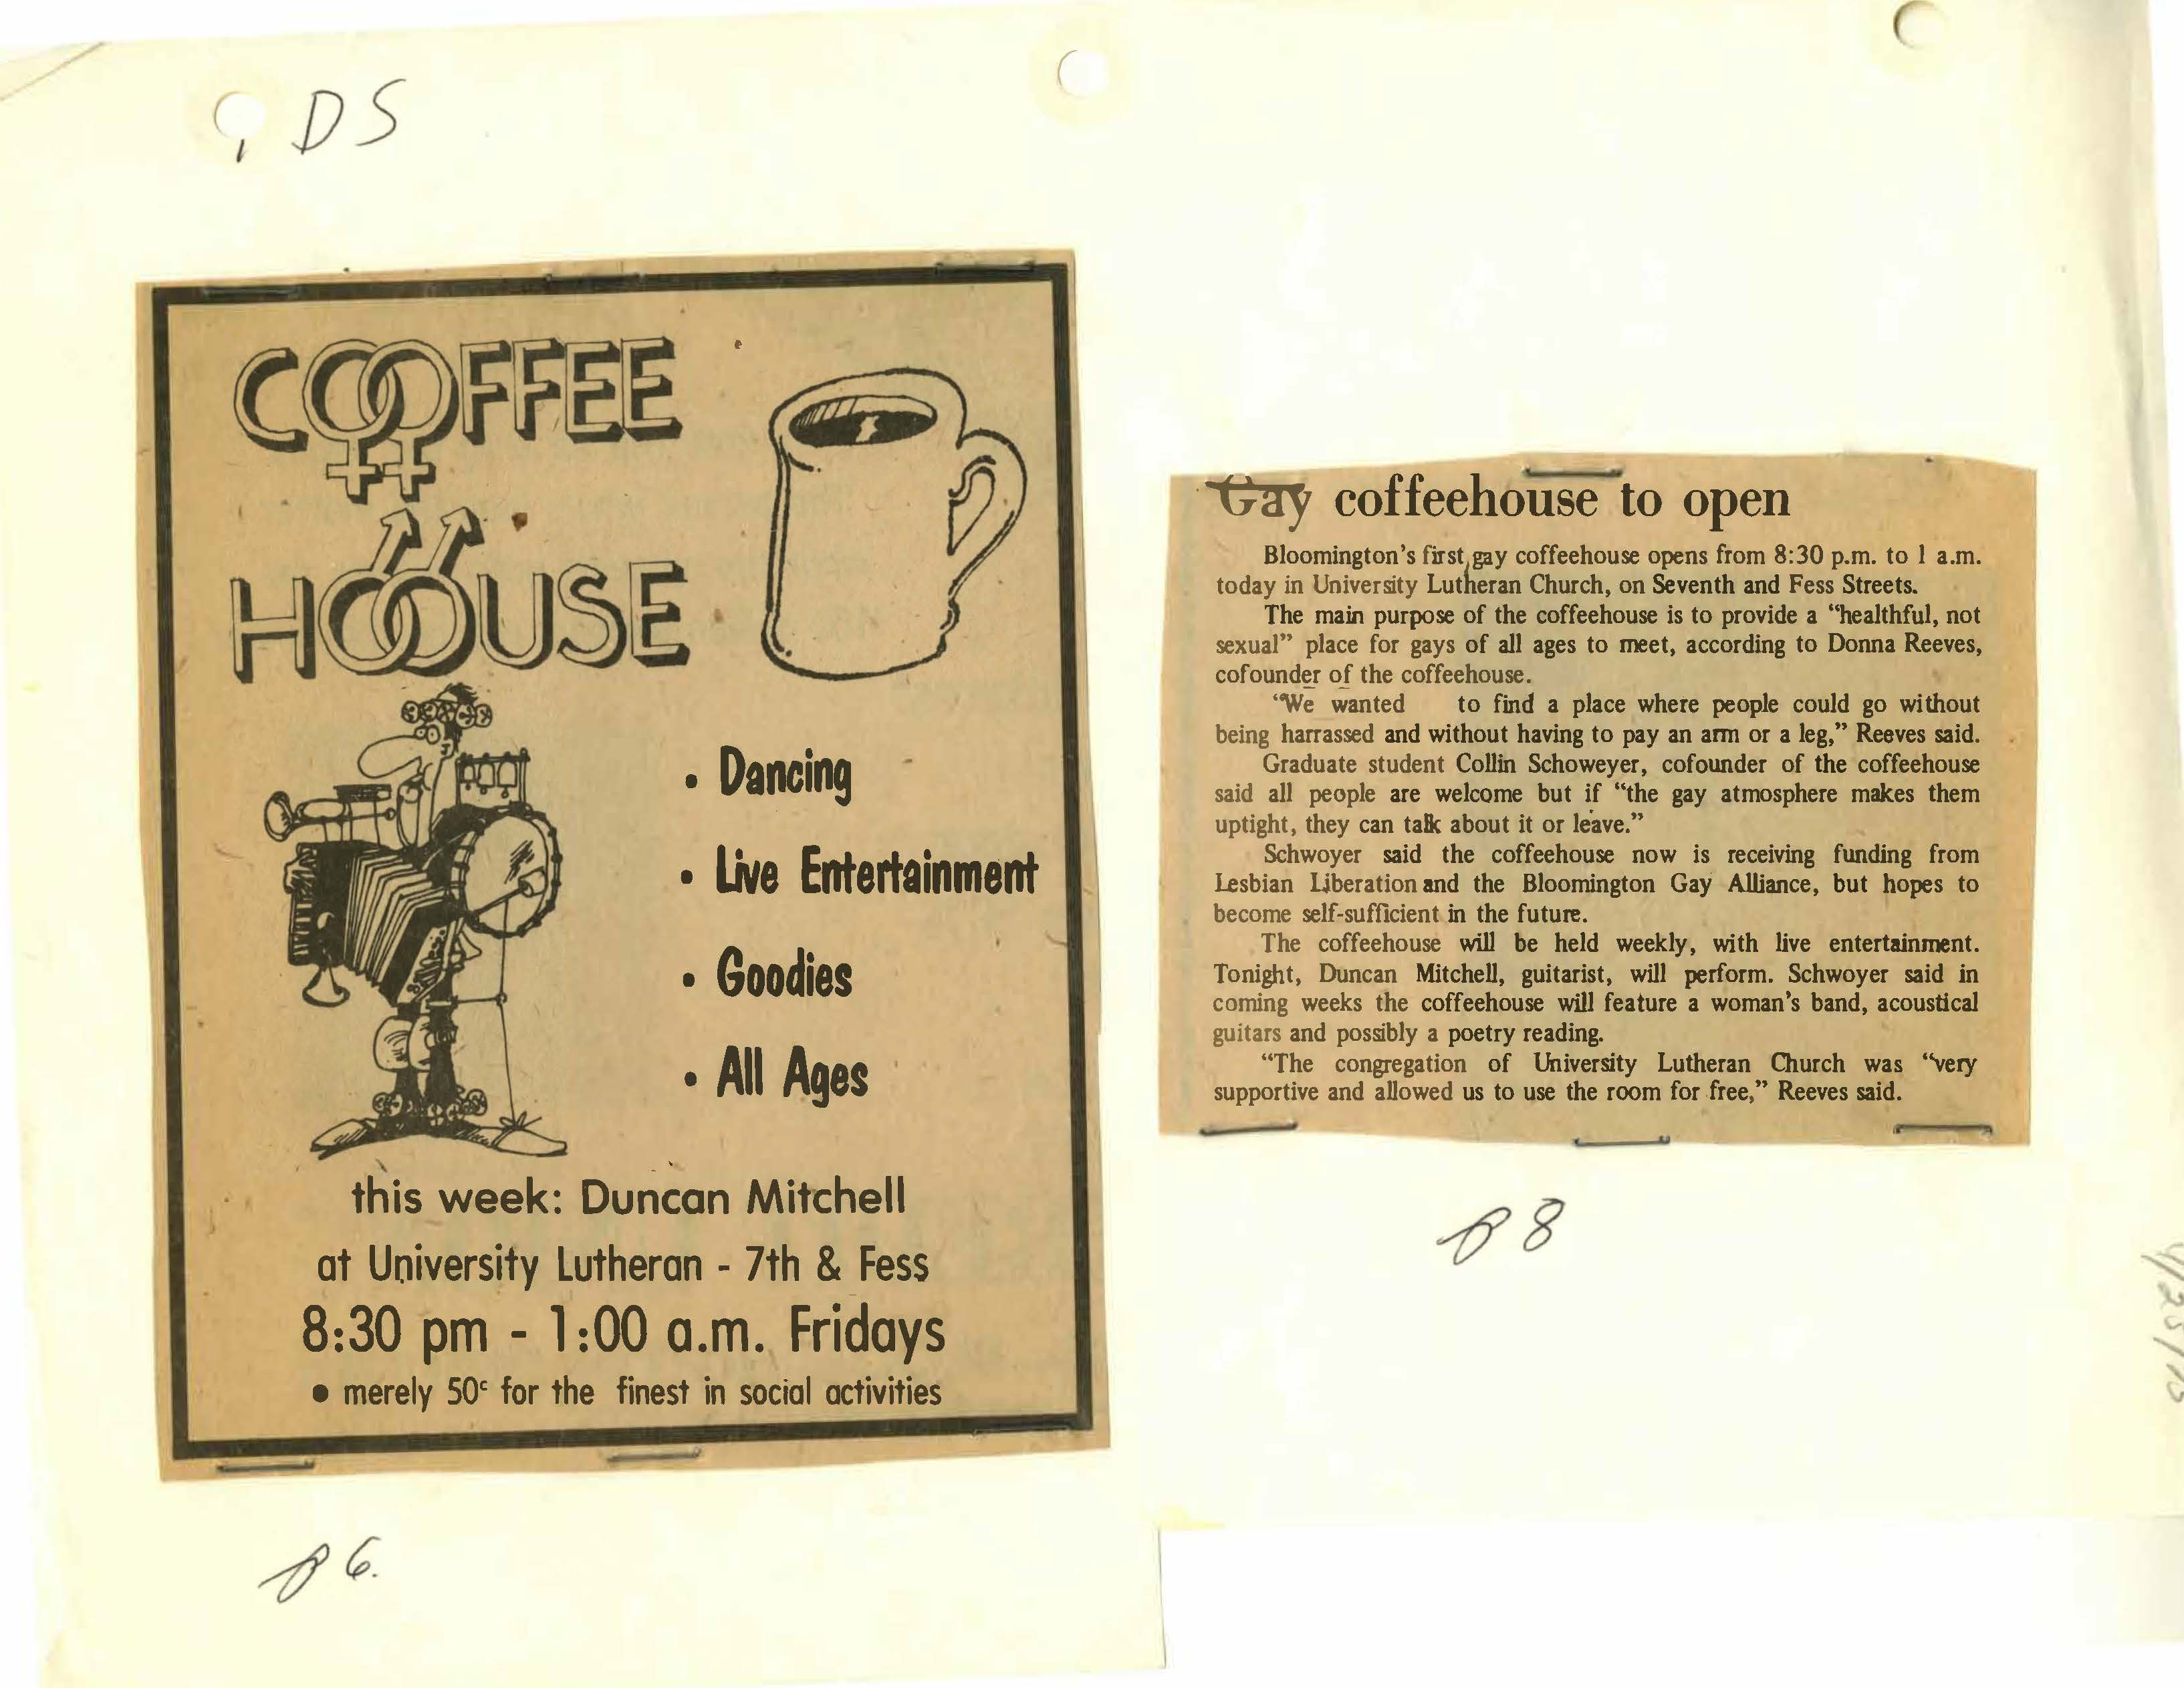 IDS
COOFFEE
HOOUSE
• Dancing
• Live Entertainment
• Goodies
• All Ages
this week: Duncan Mitchell
at University Lutheran - 7th & Fess
8:30 pm - 1:00 a.m. Fridays
• merely 50¢ for the finest in social activities
p 6.
Gay coffeehouse to open
Bloomington's first gay coffeehouse opens from 8:30 p.m. to 1 a.m.
today in University Lutheran Church, on Seventh and Fess Streets.
The main purpose of the coffeehouse is to provide a "healthful, not
sexual" place for gays of all ages to meet, according to Donna Reeves,
cofounder of the coffeehouse.
"We wanted to find a place where people could go without
being harrassed and without having to pay an arm or a leg," Reeves said.
Graduate student Collin Schoweyer, cofounder of the coffeehouse
said all people are welcome but if "the gay atmosphere makes them
uptight, they can talk about it or leave."
Schwoyer said the coffeehouse now is receiving funding from
Lesbian Liberation and the Bloomington Gay Alliance, but hopes to
become self-sufficient in the future.
The coffeehouse will be held weekly, with live entertainment.
Tonight, Duncan Mitchell, guitarist, will perform. Schwoyer said in
coming weeks the coffeehouse will feature a woman's band, acoustical
guitars and possibly a poetry reading.
"The congregation of University Lutheran Church was "very
supportive and allowed us to use the room for free," Reeves said.
p 8